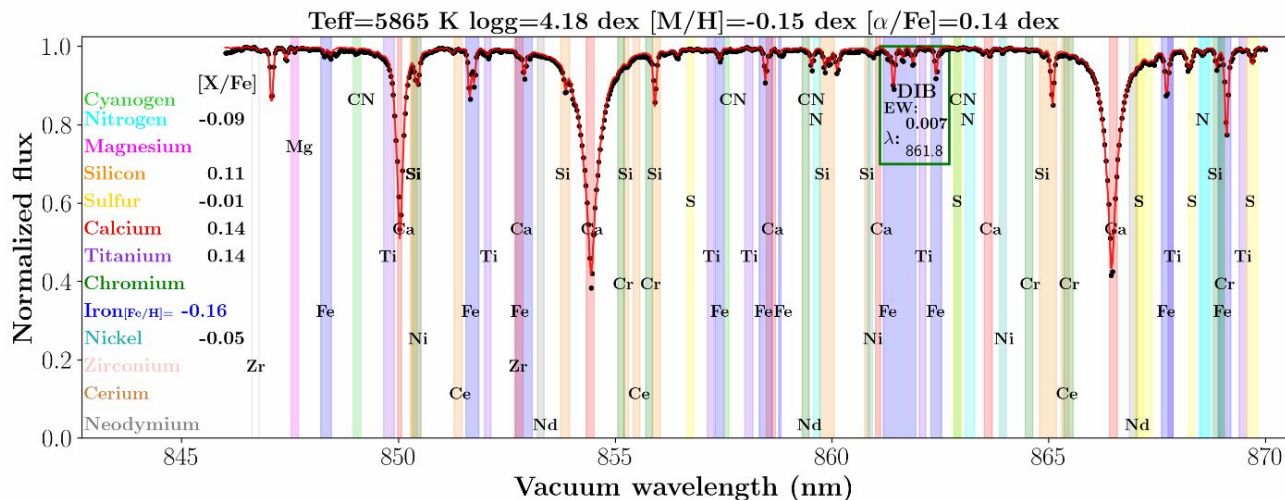 Teff=5865 K logg=4.18 dex [M/H]=-0.15 dex [α/Fe]=0.14 dex
Normalized flux
1.0
0.8
0.6
0.4
0.2
0.0
[X/Fe]
Cyanogen CN CN CN CN
Nitrogen -0.09 N N N
Magnesium Mg
Silicon 0.11 Si Si Si Si Si Si Si Si
Sulfur -0.01 S S S S S
Calcium 0.14 Ca Ca Ca Ca Ca Ca Ca
Titanium 0.14 Ti Ti Ti Ti Ti Ti Ti
Chromium Cr Cr Cr Cr Cr
Iron[Fe/H]= -0.16 Fe Fe Fe Fe Fe Fe Fe Fe Fe Fe
Nickel -0.05 Ni Ni Ni
Zirconium Zr Zr
Cerium Ce Ce Ce
Neodymium Nd Nd Nd
DIB
EW:
0.007
λ:
861.8
845 850 855 860 865 870
Vacuum wavelength (nm)